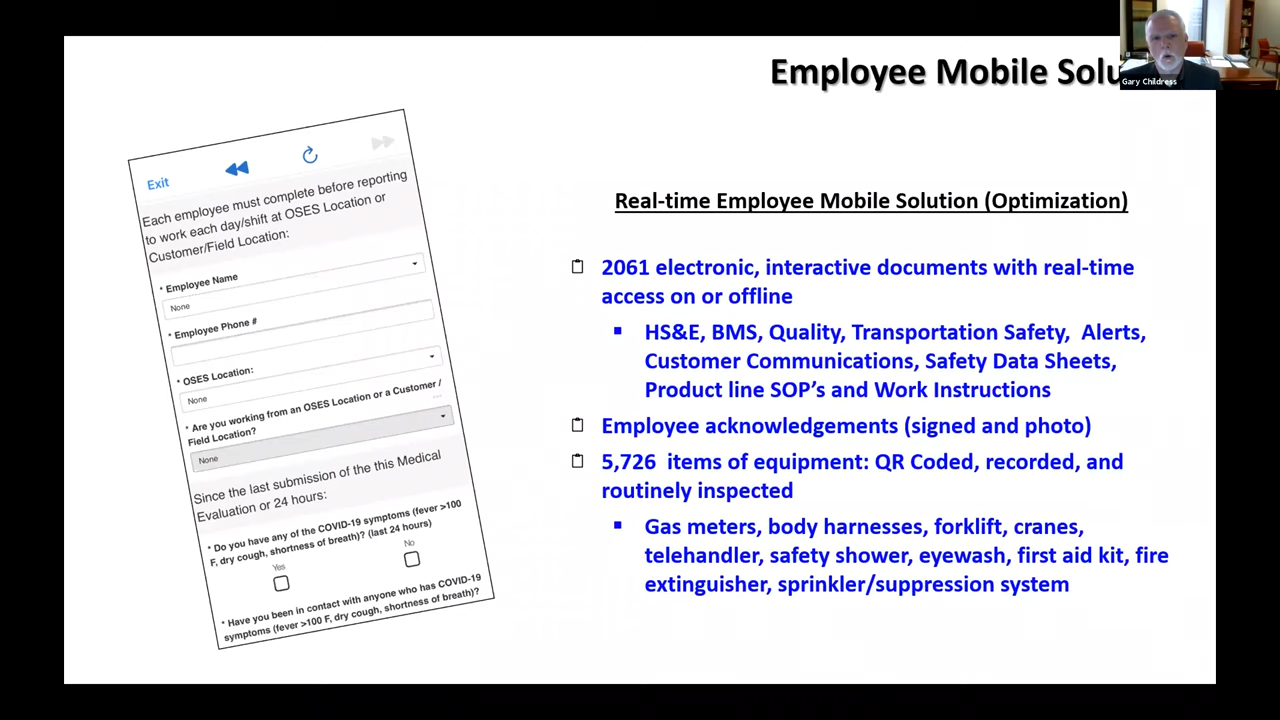 Employee Mobile Solu
Gary Childress
Exit
Each employee must complete before reporting
to work each day/shift at OSES Location or
Customer/Field Location:
* Employee Name
None
* Employee Phone #
* OSES Location:
None
* Are you working from an OSES Location or a Customer /
Field Location?
None
Since the last submission of the this Medical
Evaluation or 24 hours:
* Do you have any of the COVID-19 symptoms (fever >100
F, dry cough, shortness of breath)? (last 24 hours)
Yes
No
* Have you been in contact with anyone who has COVID-19
symptoms (fever >100 F, dry cough, shortness of breath)?
Real-time Employee Mobile Solution (Optimization)
2061 electronic, interactive documents with real-time
access on or offline
HS&E, BMS, Quality, Transportation Safety, Alerts,
Customer Communications, Safety Data Sheets,
Product line SOP's and Work Instructions
Employee acknowledgements (signed and photo)
5,726 items of equipment: QR Coded, recorded, and
routinely inspected
Gas meters, body harnesses, forklift, cranes,
telehandler, safety shower, eyewash, first aid kit, fire
extinguisher, sprinkler/suppression system